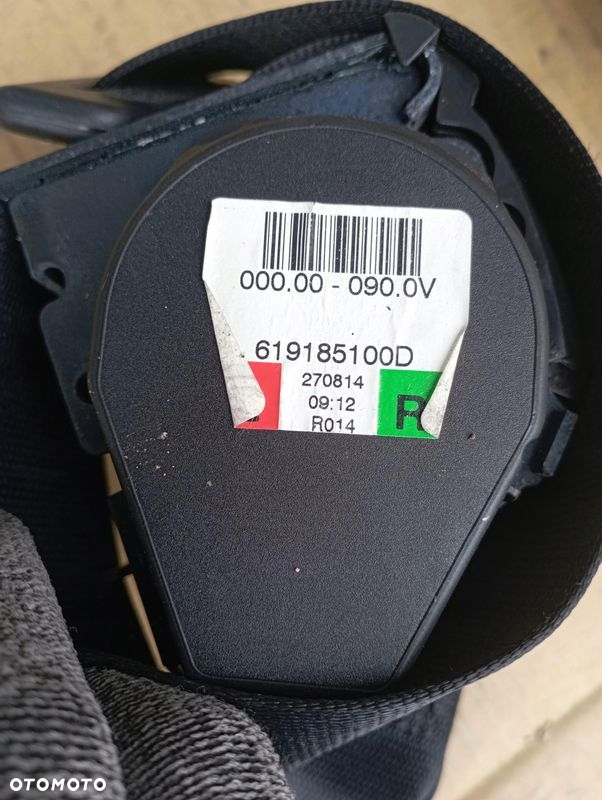 000.00 - 090.0V
619185100D
270814
09:12
R014
R
OTOMOTO